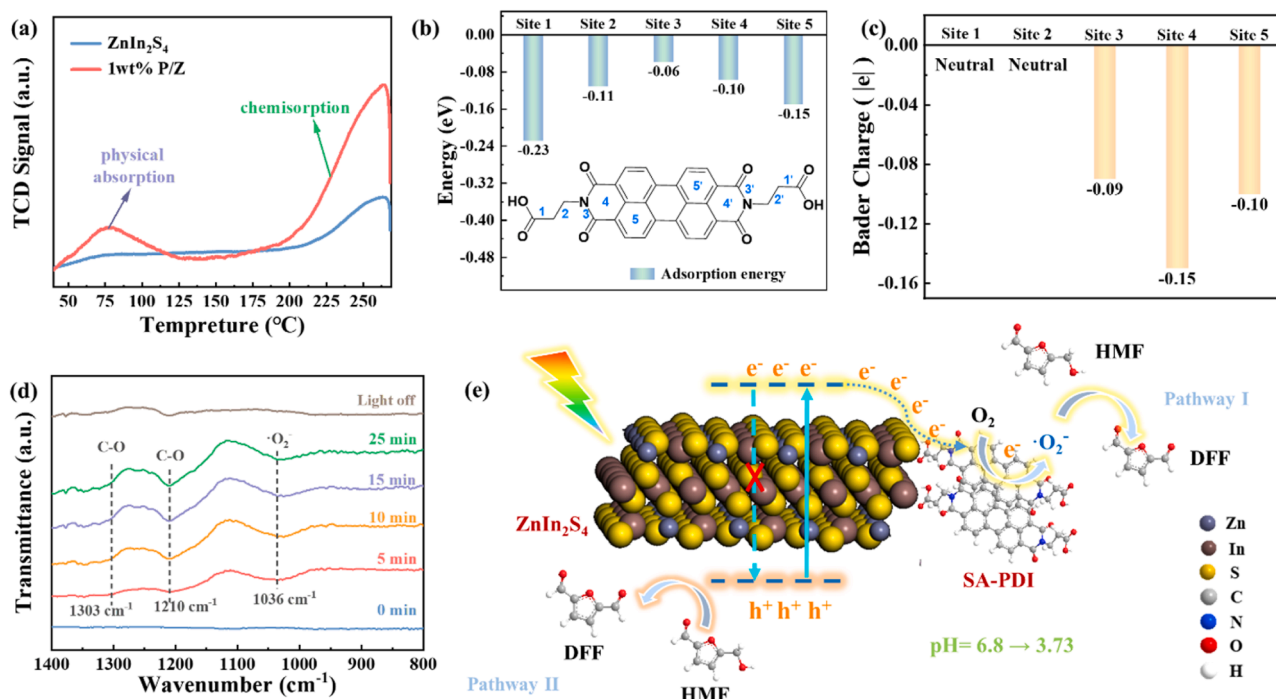 (a)
ZnIn₂S₄
1wt% P/Z
chemisorption
physical
absorption
TCD Signal (a.u.)
50 75 100 125 150 175 200 225 250
Tempreture (°C)
(b)
Site 1 Site 2 Site 3 Site 4 Site 5
0.00
-0.08
-0.16
-0.24
-0.32
-0.40
-0.48
Energy (eV)
-0.23
-0.11
-0.06
-0.10
-0.15
O O O
HO 1 2 N 3 4 5
5' 4' 3' N 2' 1' OH
O O O
Adsorption energy
(c)
Site 1 Site 2 Site 3 Site 4 Site 5
0.00
-0.04
-0.08
-0.12
-0.16
Bader Charge ( |e| )
Neutral Neutral
-0.09
-0.15
-0.10
(d)
Light off
25 min
15 min
10 min
5 min
0 min
C-O C-O ·O₂⁻
1303 cm⁻¹ 1210 cm⁻¹ 1036 cm⁻¹
Transmittance (a.u.)
1400 1300 1200 1100 1000 900 800
Wavenumber (cm⁻¹)
(e)
e⁻ e⁻ e⁻
e⁻
e⁻
e⁻
e⁻
X
O₂
e⁻
·O₂⁻
HMF
Pathway I
DFF
ZnIn₂S₄
SA-PDI
h⁺ h⁺ h⁺
DFF
HMF
Pathway II
pH= 6.8 → 3.73
Zn
In
S
C
N
O
H